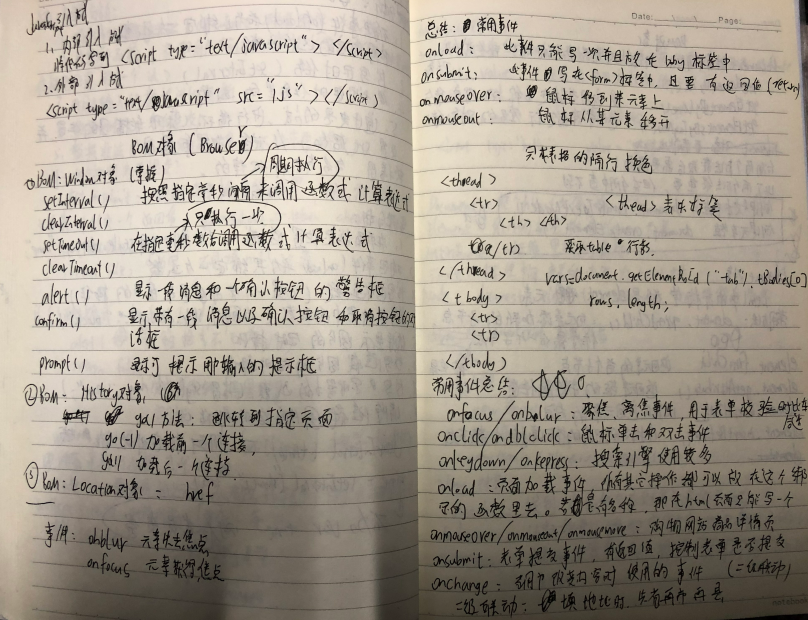 JavaScript引入方式
1、内部引入方式
<script type="text/javascript"> </script>
2.外部引入方式
<script type="text/javascript" src="1.js"></script>
BOM对象 (Browser)
①BOM: Window对象 (掌握)
周期执行
setInterval() 按照指定毫秒周期来调用函数或计算表达式
clearInterval()
只执行一次
setTimeout() 在指定毫秒数后调用函数或计算表达式
clearTimeout()
alert() 显示一段消息和一个确认按钮的警告框
confirm() 显示带有一段消息以及确认按钮和取消按钮的对
话框
prompt() 显示可提示用户输入的提示框
②BOM: History对象
go()方法: 跳转到指定页面
go(-1) 加载前一个连接,
go(1) 加载后一个连接
③BOM: Location对象: href
事件: onblur 元素失去焦点
onfocus 元素获得焦点
Date: Page:
总结: 常用事件
onload: 此事件只能写一次并且放在body标签中
onsubmit: 此事件写在<form>标签中, 且要有返回值 (return)
onmouseover: 鼠标移到某元素上
onmouseout: 鼠标从某元素移开
表格的隔行换色
<thead>
<tr> <thead>表头标签
<th> </th>
</tr> 获取table 行数
</thead> var s=document.getElementById("tab").tBodies[0]
<tbody> rows.length;
<tr>
<tr>
</tbody>
常用事件总结:
onfocus/onblur: 聚焦, 离焦事件, 用于表单校验的时候
合适
onclick/ondblclick: 鼠标单击和双击事件
onkeydown/onkepress: 搜索引擎使用较多
onload: 页面加载事件, 所有其它操作都可以放在这个绑
定的函数里去。若是有名称, 那在html页面只能写一个
onmouseover/onmouseout/onmousemove: 购物网站商品详情页
onsubmit: 表单提交事件, 有返回值, 控制表单是否提交
onchange: 当用户改变内容时使用的事件 (二级联动)
二级联动: 填地址时, 先有 再